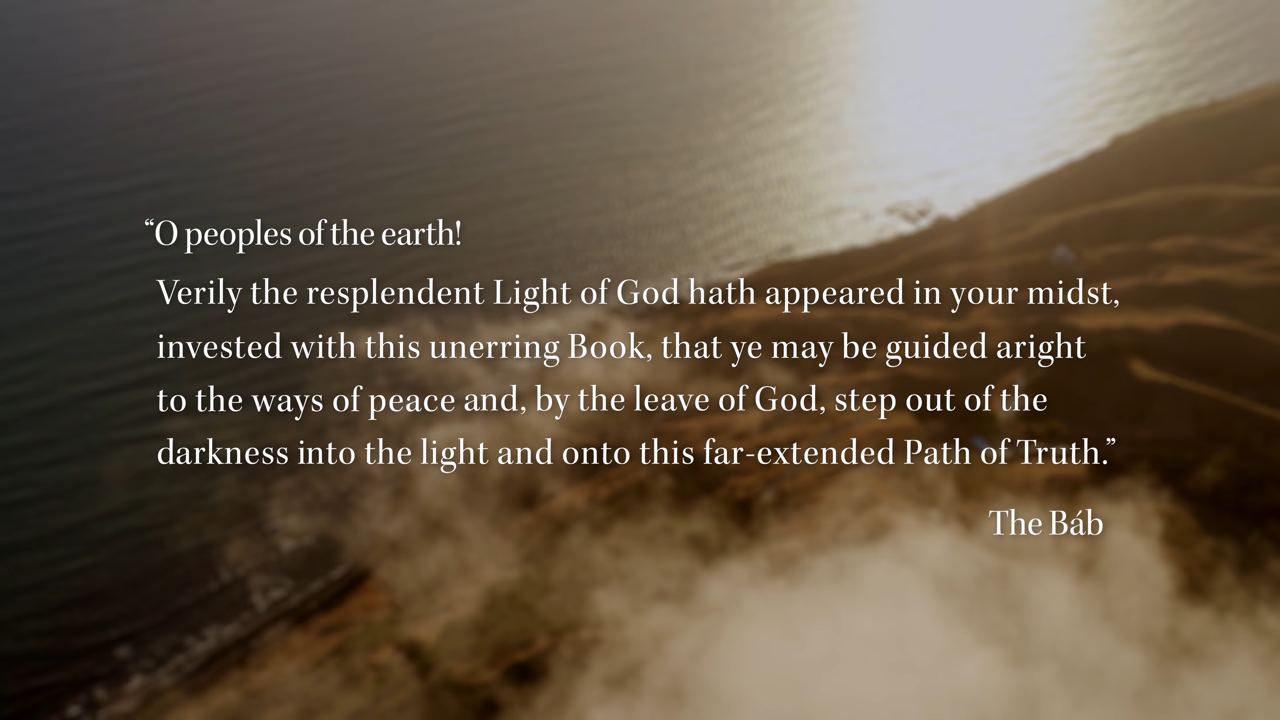 “O peoples of the earth!
Verily the resplendent Light of God hath appeared in your midst,
invested with this unerring Book, that ye may be guided aright
to the ways of peace and, by the leave of God, step out of the
darkness into the light and onto this far-extended Path of Truth.”
The Báb